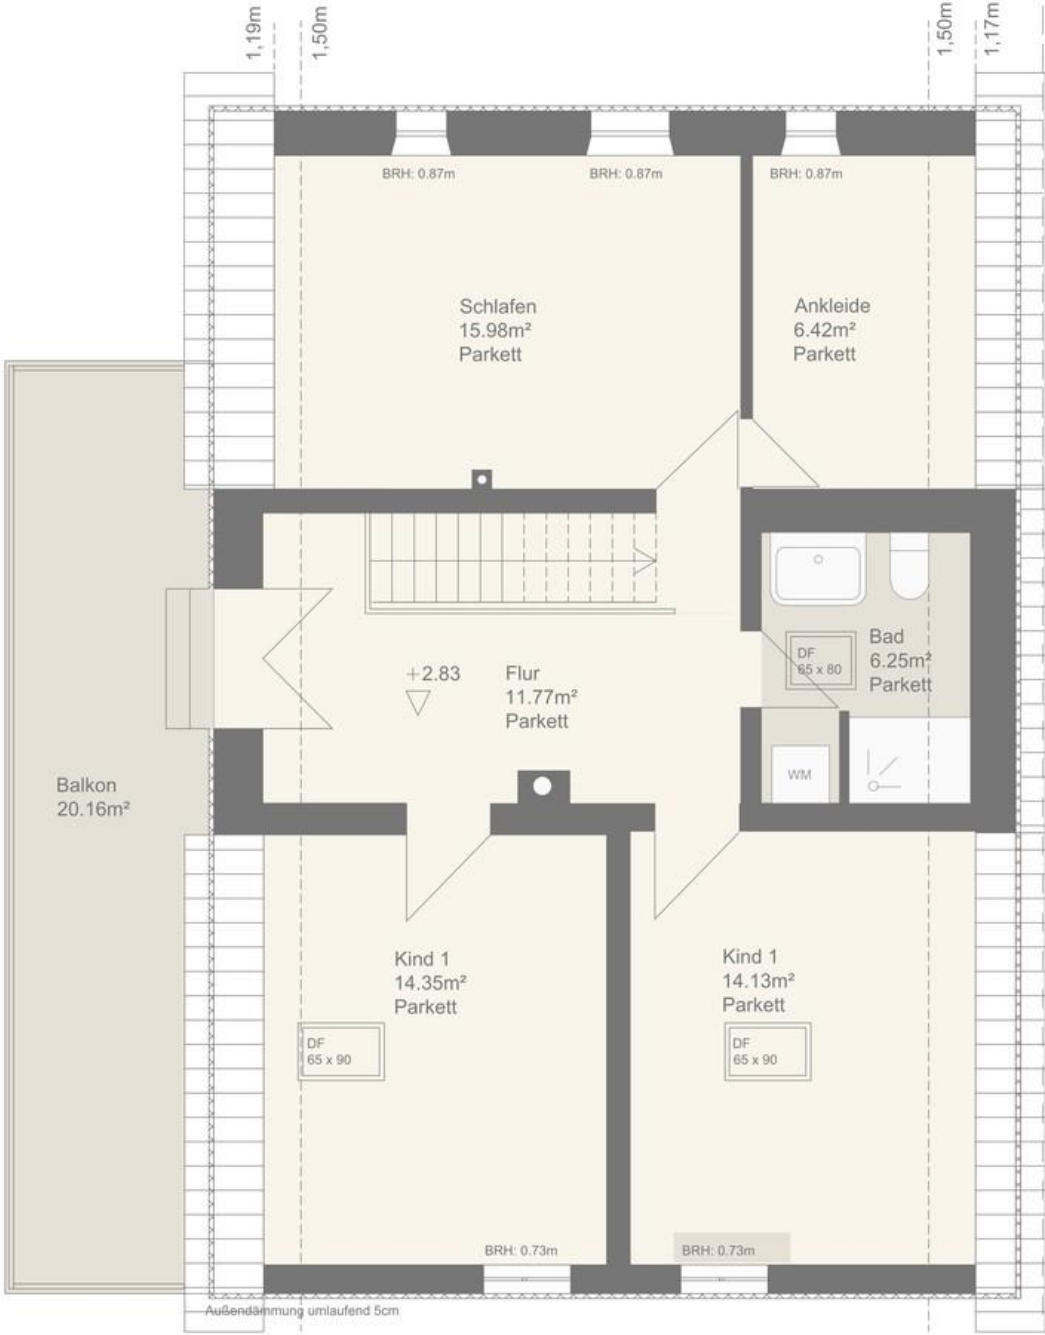 1,19m
1,50m
1,50m
1,17m
BRH: 0.87m
BRH: 0.87m
BRH: 0.87m
Schlafen
15.98m²
Parkett
Ankleide
6.42m²
Parkett
+2.83
Flur
11.77m²
Parkett
DF
65 x 80
Bad
6.25m²
Parkett
WM
Balkon
20.16m²
Kind 1
14.35m²
Parkett
Kind 1
14.13m²
Parkett
DF
65 x 90
DF
65 x 90
BRH: 0.73m
BRH: 0.73m
Außendämmung umlaufend 5cm